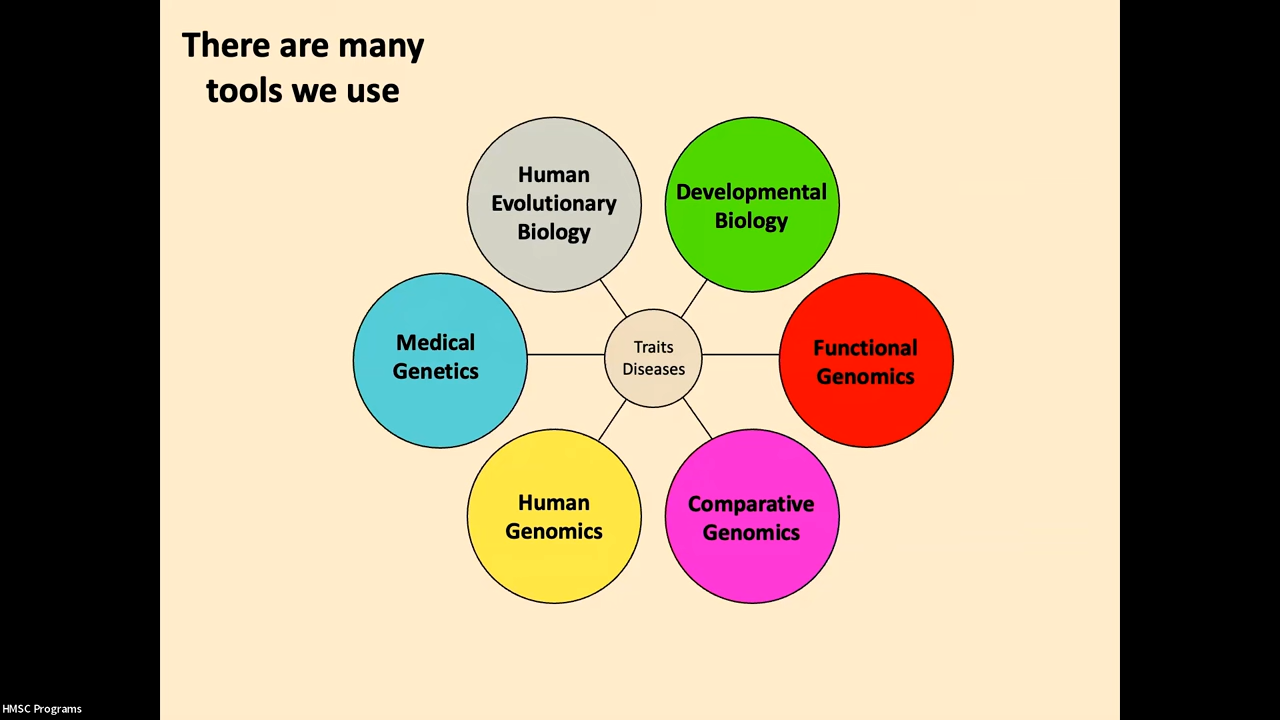 There are many
tools we use
Human
Evolutionary
Biology
Developmental
Biology
Medical
Genetics
Traits
Diseases
Functional
Genomics
Human
Genomics
Comparative
Genomics
HMSC Programs